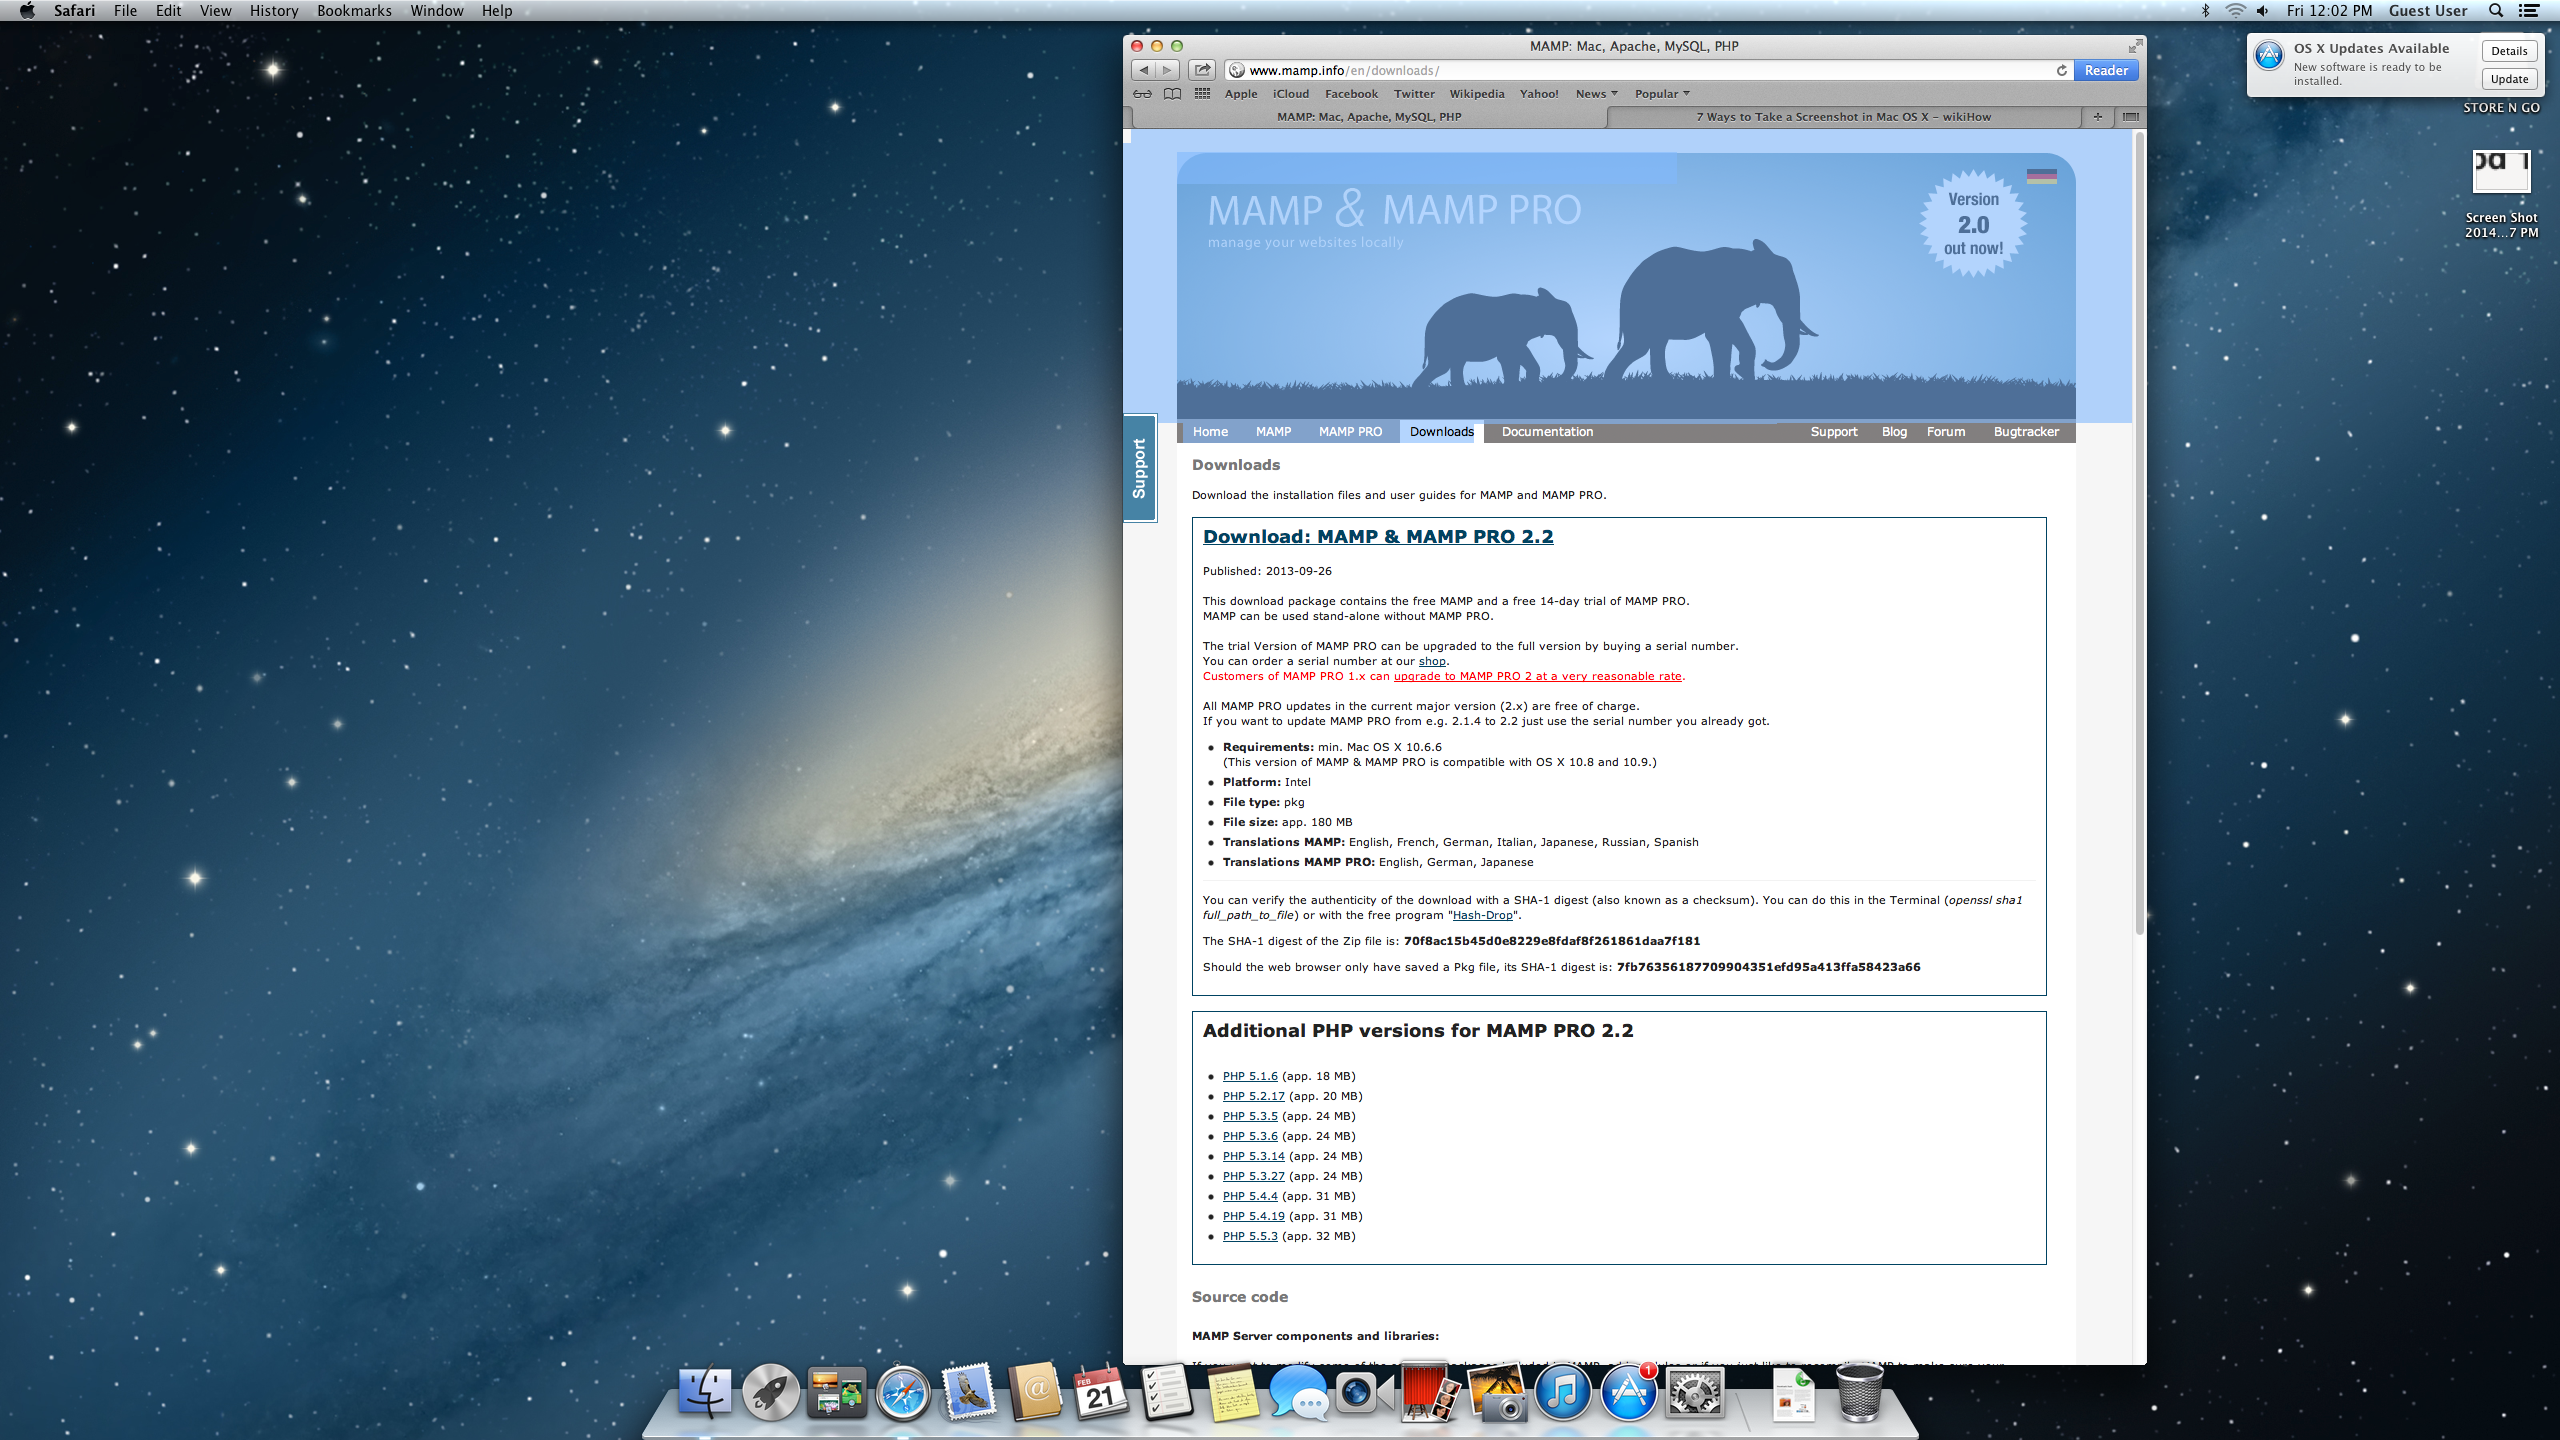 Safari File Edit View History Bookmarks Window Help
Fri 12:02 PM Guest User
MAMP: Mac, Apache, MySQL, PHP
www.mamp.info/en/downloads/
Reader
Apple iCloud Facebook Twitter Wikipedia Yahoo! News Popular
MAMP: Mac, Apache, MySQL, PHP
7 Ways to Take a Screenshot in Mac OS X – wikiHow
OS X Updates Available
New software is ready to be
installed.
Details
Update
STORE N GO
Screen Shot
2014...7 PM
MAMP & MAMP PRO
manage your websites locally
Version
2.0
out now!
Support
Home MAMP MAMP PRO Downloads Documentation Support Blog Forum Bugtracker
Downloads
Download the installation files and user guides for MAMP and MAMP PRO.
Download: MAMP & MAMP PRO 2.2
Published: 2013-09-26
This download package contains the free MAMP and a free 14-day trial of MAMP PRO.
MAMP can be used stand-alone without MAMP PRO.
The trial Version of MAMP PRO can be upgraded to the full version by buying a serial number.
You can order a serial number at our shop.
Customers of MAMP PRO 1.x can upgrade to MAMP PRO 2 at a very reasonable rate.
All MAMP PRO updates in the current major version (2.x) are free of charge.
If you want to update MAMP PRO from e.g. 2.1.4 to 2.2 just use the serial number you already got.
Requirements: min. Mac OS X 10.6.6
(This version of MAMP & MAMP PRO is compatible with OS X 10.8 and 10.9.)
Platform: Intel
File type: pkg
File size: app. 180 MB
Translations MAMP: English, French, German, Italian, Japanese, Russian, Spanish
Translations MAMP PRO: English, German, Japanese
You can verify the authenticity of the download with a SHA-1 digest (also known as a checksum). You can do this in the Terminal (openssl sha1
full_path_to_file) or with the free program "Hash-Drop".
The SHA-1 digest of the Zip file is: 70f8ac15b45d0e8229e8fdaf8f261861daa7f181
Should the web browser only have saved a Pkg file, its SHA-1 digest is: 7fb76356187709904351efd95a413ffa58423a66
Additional PHP versions for MAMP PRO 2.2
PHP 5.1.6 (app. 18 MB)
PHP 5.2.17 (app. 20 MB)
PHP 5.3.5 (app. 24 MB)
PHP 5.3.6 (app. 24 MB)
PHP 5.3.14 (app. 24 MB)
PHP 5.3.27 (app. 24 MB)
PHP 5.4.4 (app. 31 MB)
PHP 5.4.19 (app. 31 MB)
PHP 5.5.3 (app. 32 MB)
Source code
MAMP Server components and libraries:
FEB
21
1